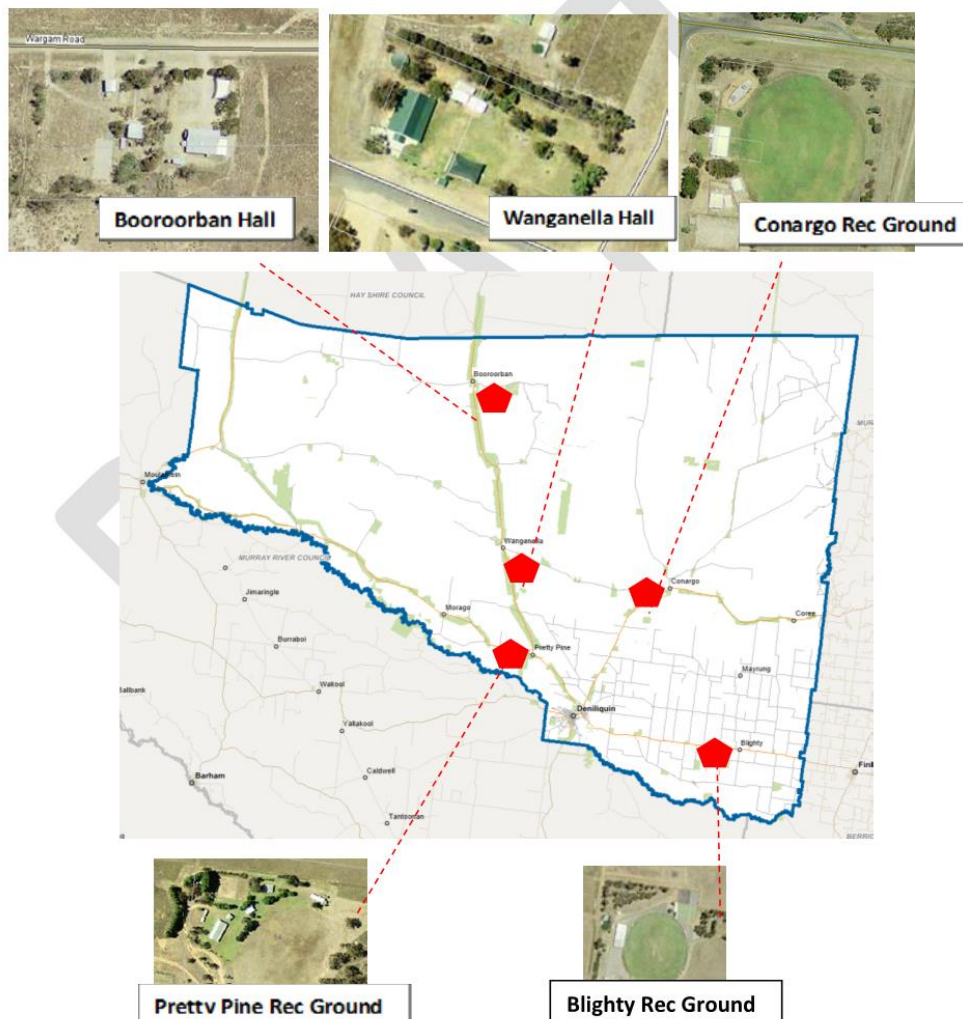 Wargam Road
Booroorban Hall
Wanganella Hall
Conargo Rec Ground
HAY SHIRE COUNCIL
Booroorban
Wanganella
MURRAY RIVER COUNCIL
Jimaringle
Conargo
Coree
Morago
Burraboi
Pretty Pine
Mayrung
Wakool
Deniliquin
Yallakool
Blighty
Caldwell
Barham
Pretty Pine Rec Ground
Blighty Rec Ground